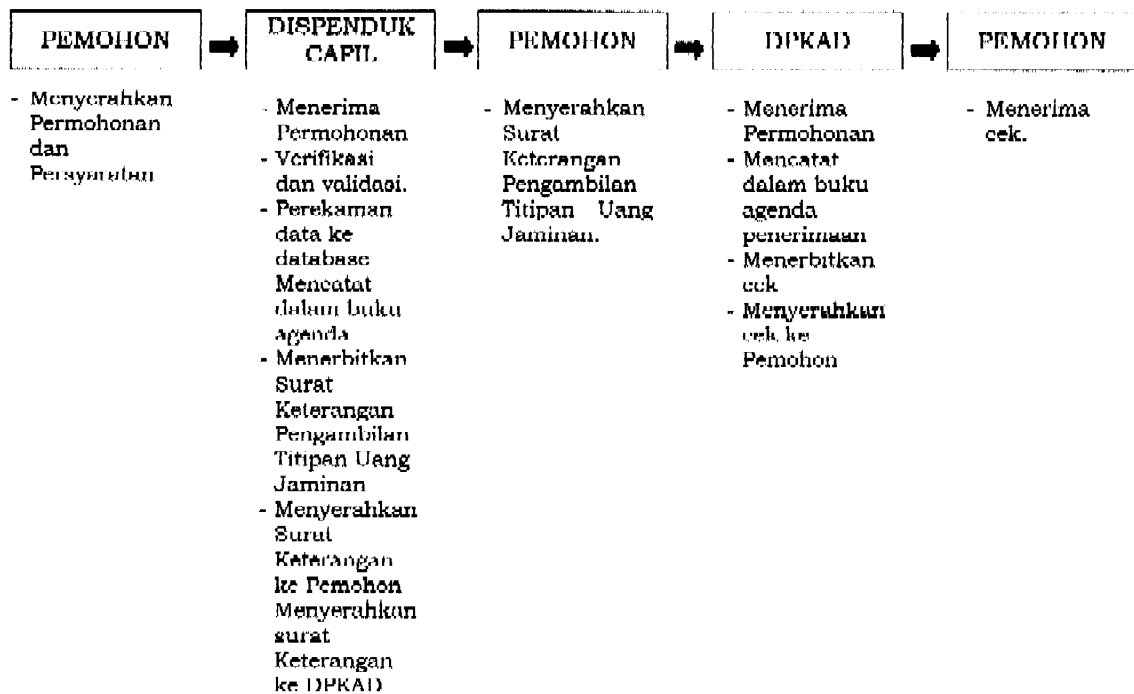 PEMOHON
DISPENDUK
CAPIL
PEMOHON
DPKAD
PEMOHON
- Menyerahkan
Permohonan
dan
Persyaratan
- Menerima
Permohonan
- Verifikasi
dan validasi.
- Perekaman
data ke
database
Mencatat
dalam buku
agenda
- Menerbitkan
Surat
Keterangan
Pengambilan
Titipan Uang
Jaminan
- Menyerahkan
Surat
Keterangan
ke Pemohon
Menyerahkan
surat
Keterangan
ke DPKAD
- Menyerahkan
Surat
Keterangan
Pengambilan
Titipan Uang
Jaminan.
- Menerima
Permohonan
- Mencatat
dalam buku
agenda
penerimaan
- Menerbitkan
cek
- Menyerahkan
cek ke
Pemohon
- Menerima
cek.